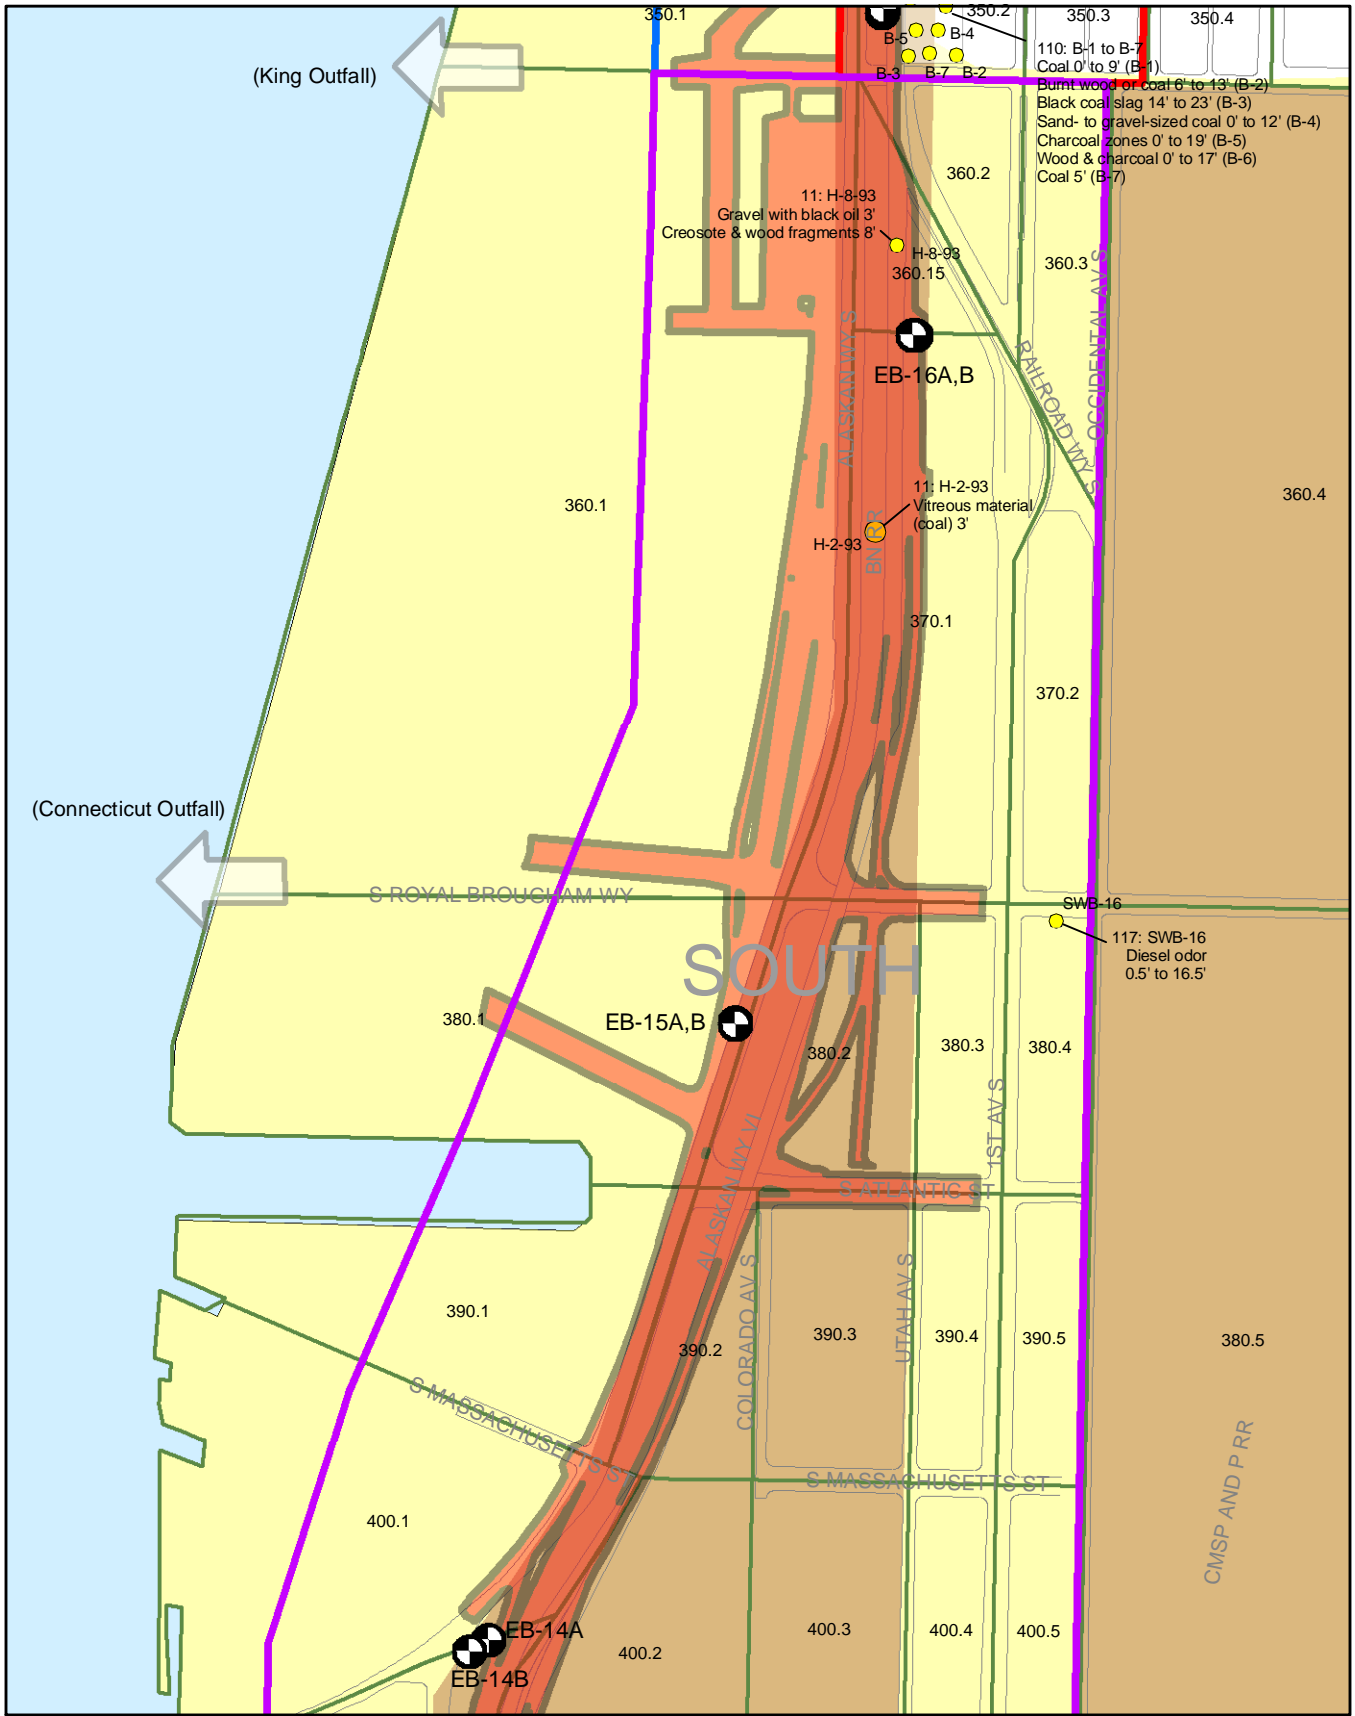 350.1
350.2
350.3
350.4
B-5
B-4
B-3
B-7
B-2
110: B-1 to B-7
Coal 0' to 9' (B-1)
Burnt wood or coal 6' to 13' (B-2)
Black coal slag 14' to 23' (B-3)
Sand- to gravel-sized coal 0' to 12' (B-4)
Charcoal zones 0' to 19' (B-5)
Wood & charcoal 0' to 17' (B-6)
Coal 5' (B-7)
(King Outfall)
360.2
11: H-8-93
Gravel with black oil 3'
Creosote & wood fragments 8'
H-8-93
360.15
360.3
OCCIDENTAL AV S
ALASKAN WY S
RAILROAD WY S
EB-16A,B
360.1
360.4
11: H-2-93
Vitreous material
(coal) 3'
H-2-93
BN RR
370.1
370.2
(Connecticut Outfall)
S ROYAL BROUGHAM WY
SWB-16
117: SWB-16
Diesel odor
0.5' to 16.5'
SOUTH
380.1
EB-15A,B
380.2
380.3
380.4
1ST AV S
ALASKAN WY VI
S ATLANTIC ST
COLORADO AV S
UTAH AV S
390.1
390.2
390.3
390.4
390.5
380.5
S MASSACHUSETTS ST
S MASSACHUSETTS ST
CMSP AND P RR
400.1
EB-14A
EB-14B
400.2
400.3
400.4
400.5